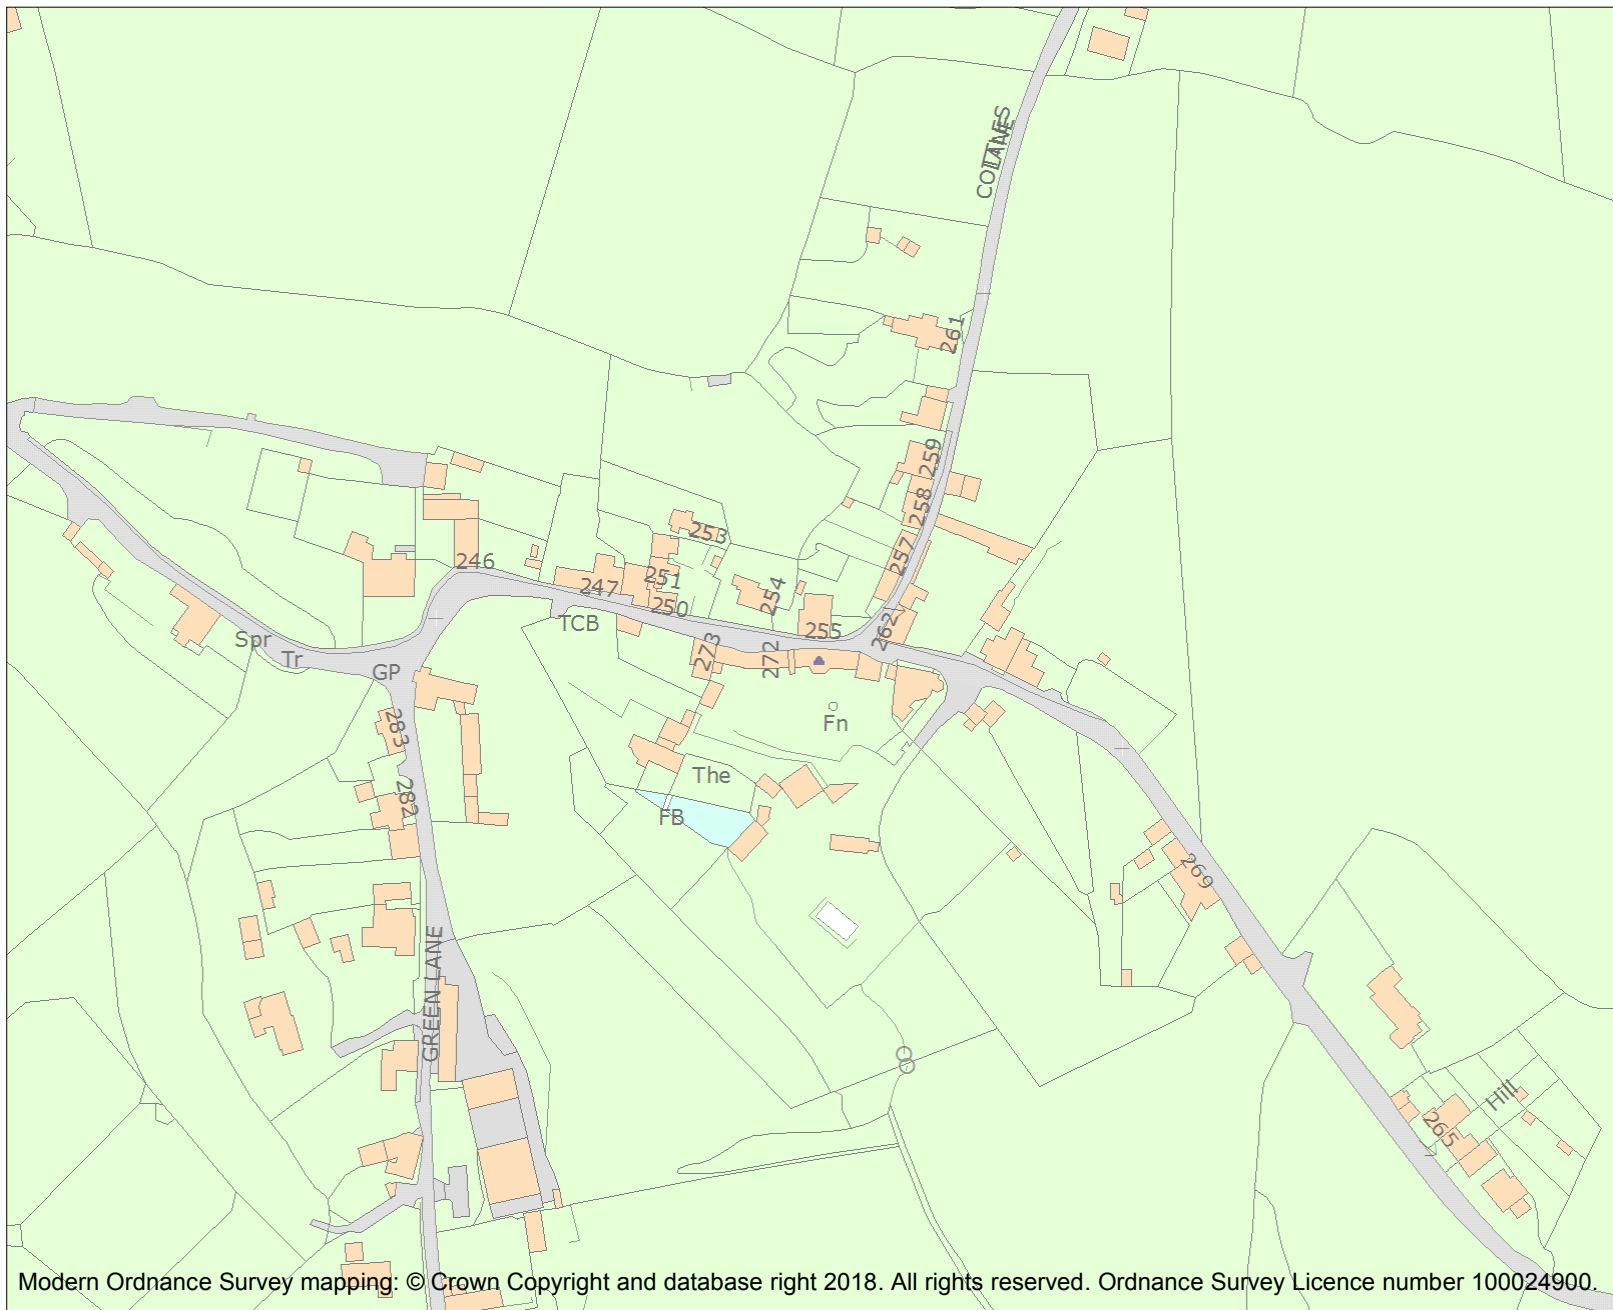 COTTLES
LANE
261
259
258
257
253
246
247
251
250
254
255
262
TCB
273
272
Spr
Tr
GP
Fn
283
The
282
FB
269
GREEN LANE
Hill
265
Modern Ordnance Survey mapping: © Crown Copyright and database right 2018. All rights reserved. Ordnance Survey Licence number 100024900.